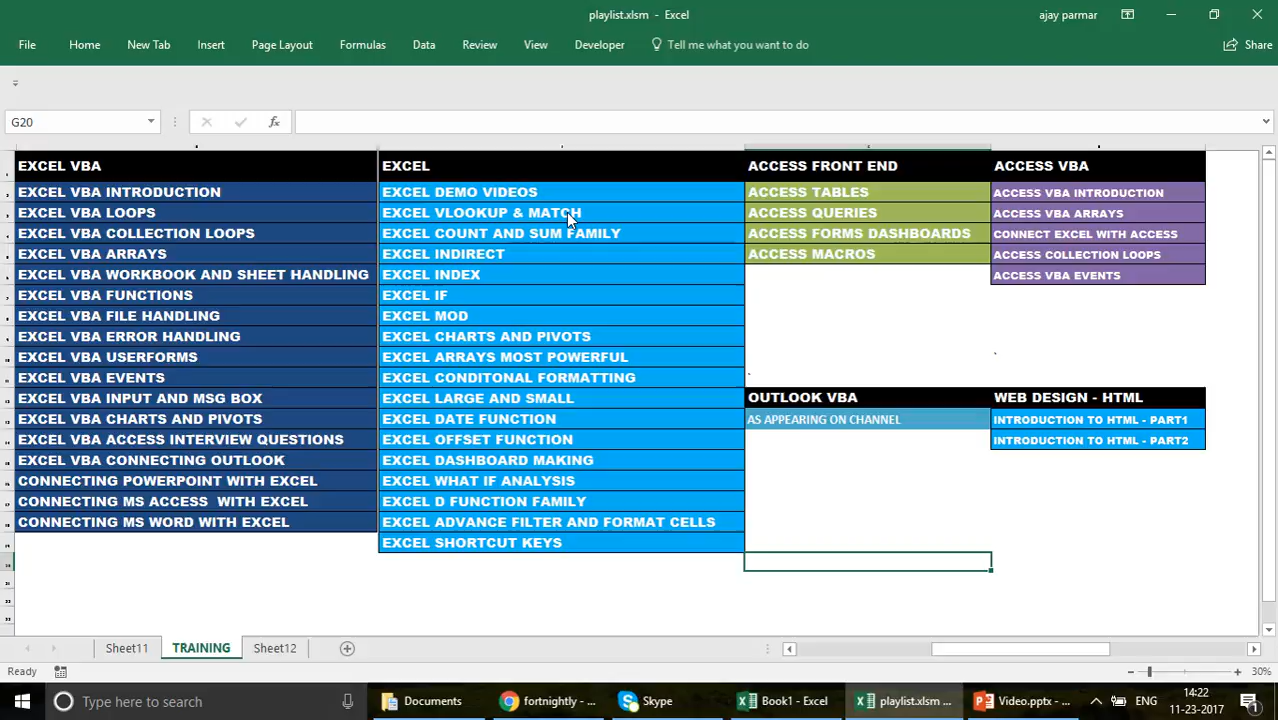 playlist.xlsm - Excel
ajay parmar
File Home New Tab Insert Page Layout Formulas Data Review View Developer Tell me what you want to do Share
G20
fx
EXCEL VBA
EXCEL VBA INTRODUCTION
EXCEL VBA LOOPS
EXCEL VBA COLLECTION LOOPS
EXCEL VBA ARRAYS
EXCEL VBA WORKBOOK AND SHEET HANDLING
EXCEL VBA FUNCTIONS
EXCEL VBA FILE HANDLING
EXCEL VBA ERROR HANDLING
EXCEL VBA USERFORMS
EXCEL VBA EVENTS
EXCEL VBA INPUT AND MSG BOX
EXCEL VBA CHARTS AND PIVOTS
EXCEL VBA ACCESS INTERVIEW QUESTIONS
EXCEL VBA CONNECTING OUTLOOK
CONNECTING POWERPOINT WITH EXCEL
CONNECTING MS ACCESS WITH EXCEL
CONNECTING MS WORD WITH EXCEL
EXCEL
EXCEL DEMO VIDEOS
EXCEL VLOOKUP & MATCH
EXCEL COUNT AND SUM FAMILY
EXCEL INDIRECT
EXCEL INDEX
EXCEL IF
EXCEL MOD
EXCEL CHARTS AND PIVOTS
EXCEL ARRAYS MOST POWERFUL
EXCEL CONDITONAL FORMATTING
EXCEL LARGE AND SMALL
EXCEL DATE FUNCTION
EXCEL OFFSET FUNCTION
EXCEL DASHBOARD MAKING
EXCEL WHAT IF ANALYSIS
EXCEL D FUNCTION FAMILY
EXCEL ADVANCE FILTER AND FORMAT CELLS
EXCEL SHORTCUT KEYS
ACCESS FRONT END
ACCESS TABLES
ACCESS QUERIES
ACCESS FORMS DASHBOARDS
ACCESS MACROS
ACCESS VBA
ACCESS VBA INTRODUCTION
ACCESS VBA ARRAYS
CONNECT EXCEL WITH ACCESS
ACCESS COLLECTION LOOPS
ACCESS VBA EVENTS
OUTLOOK VBA
AS APPEARING ON CHANNEL
WEB DESIGN - HTML
INTRODUCTION TO HTML - PART1
INTRODUCTION TO HTML - PART2
Sheet11 TRAINING Sheet12
Ready
30%
Type here to search
Documents
fortnightly - ...
Skype
Book1 - Excel
playlist.xlsm ...
Video.pptx - ...
ENG
14:22
11-23-2017
1